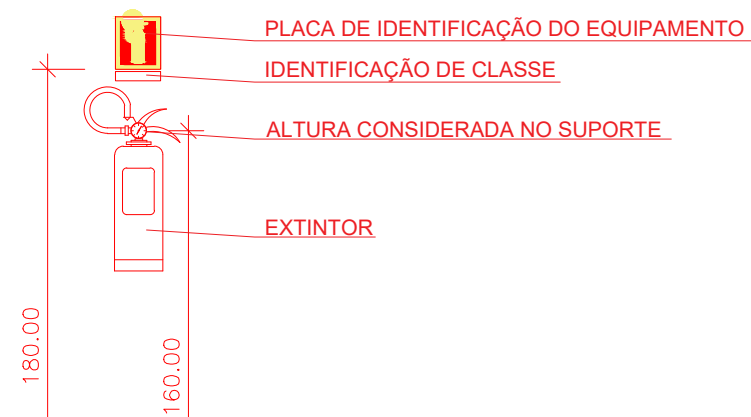 PLACA DE IDENTIFICAÇÃO DO EQUIPAMENTO
IDENTIFICAÇÃO DE CLASSE
ALTURA CONSIDERADA NO SUPORTE
EXTINTOR
180.00
160.00